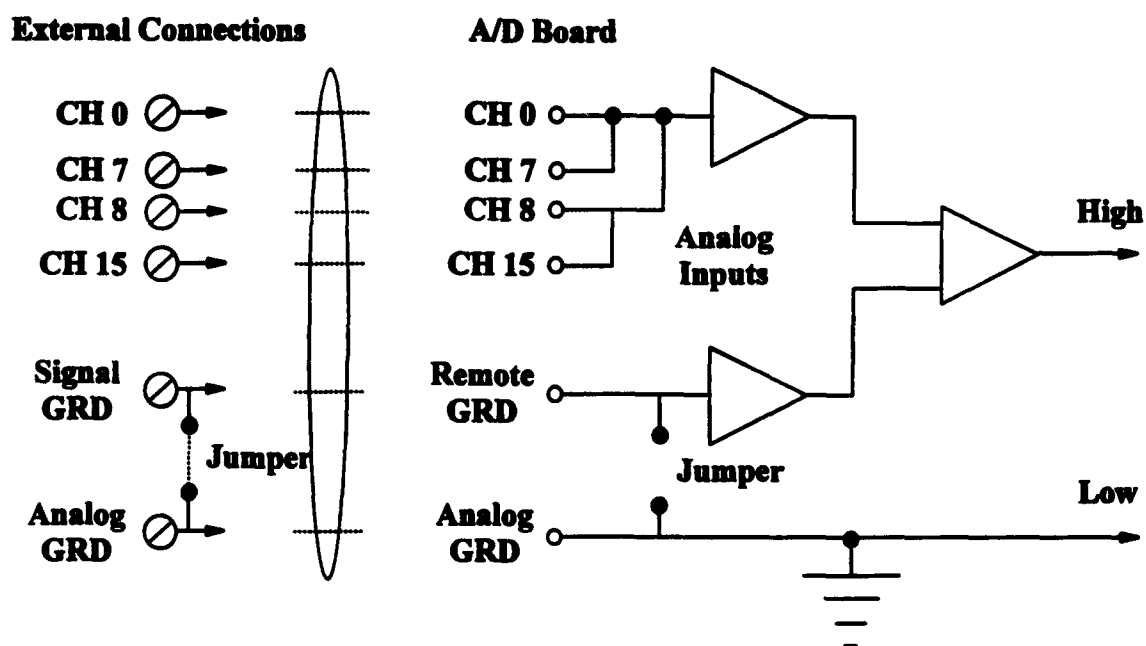 External Connections
A/D Board
CH 0
CH 7
CH 8
CH 15
Signal
GRD
Jumper
Analog
GRD
CH 0
CH 7
CH 8
CH 15
Analog
Inputs
High
Remote
GRD
Jumper
Analog
GRD
Low